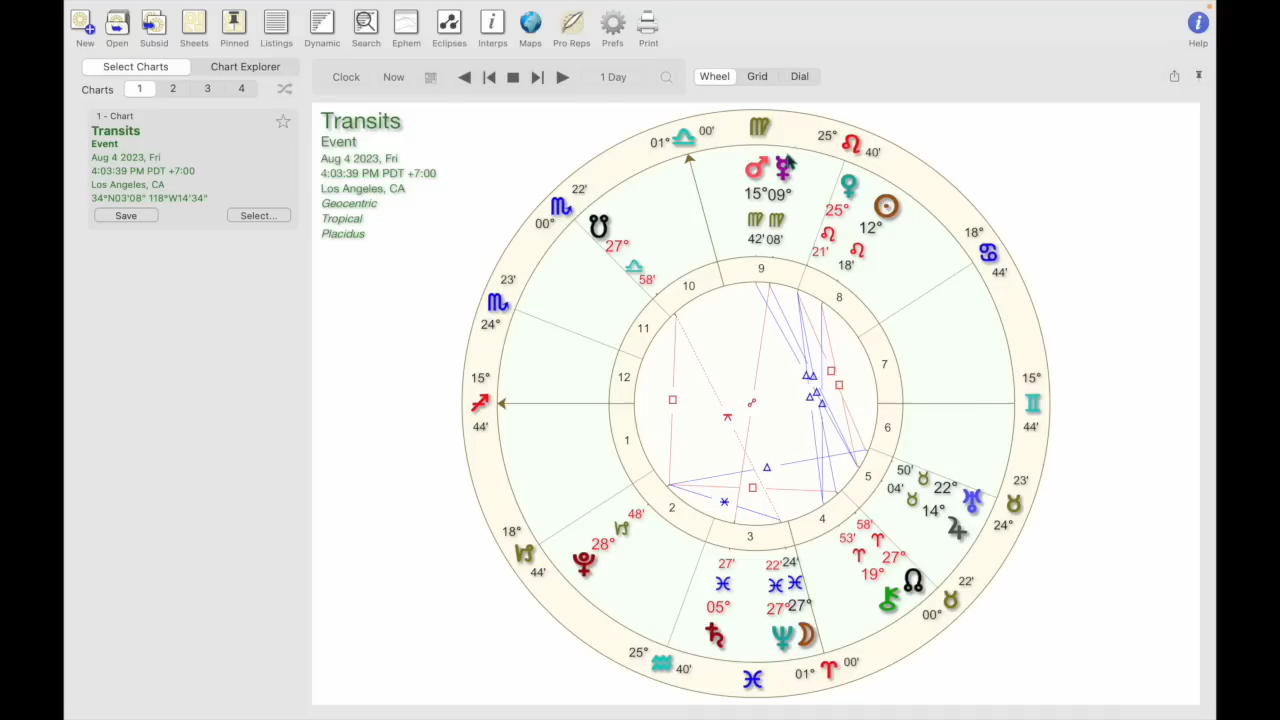 New Open Subsid Sheets Pinned Listings Dynamic Search Ephem Eclipses Interps Maps Pro Reps Prefs Print Help
Select Charts Chart Explorer
Clock Now 1 Day Wheel Grid Dial
Charts 1 2 3 4
1 - Chart
Transits
Event
Aug 4 2023, Fri
4:03:39 PM PDT +7:00
Los Angeles, CA
34°N03'08" 118°W14'34"
Save Select...
Transits
Event
Aug 4 2023, Fri
4:03:39 PM PDT +7:00
Los Angeles, CA
Geocentric
Tropical
Placidus
01° ♎ 00'
♍
25° ♌ 40'
22'
♏
00°
15° 09°
♍ ♍
42' 08'
25°
♌
21'
12°
♌
18'
18°
♋
44'
27°
♎
58'
23'
♏
24°
9
10
8
11
7
12
15°
♐
44'
15°
♊
44'
1
6
2
5
3
4
50' ♉ 22°
04' ♉ 14°
23'
♉
24°
48'
♑
28°
18°
♑
44'
58'
♈
27°
53'
♈
19°
22'
♉
00°
27'
♓
05°
22' 24'
♓ ♓
27° 27°
25° ♒ 40'
♓
01° ♈ 00'